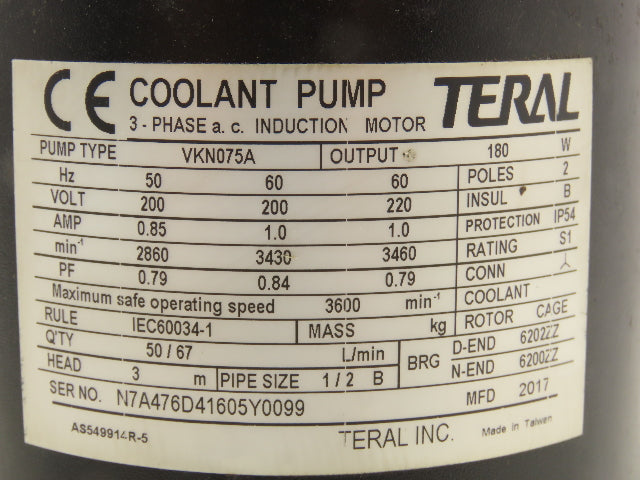 CE COOLANT PUMP TERAL
3 - PHASE a. c. INDUCTION MOTOR
PUMP TYPE VKN075A OUTPUT 180 W
Hz 50 60 60 POLES 2
VOLT 200 200 220 INSUL B
AMP 0.85 1.0 1.0 PROTECTION IP54
min-1 2860 3430 3460 RATING S1
PF 0.79 0.84 0.79 CONN
Maximum safe operating speed 3600 min-1 COOLANT
RULE IEC60034-1 MASS kg ROTOR CAGE
Q'TY 50 / 67 L/min BRG D-END 6202ZZ
HEAD 3 m PIPE SIZE 1 / 2 B N-END 6200ZZ
SER NO. N7A476D41605Y0099 MFD 2017
AS549914R-5 TERAL INC. Made in Taiwan